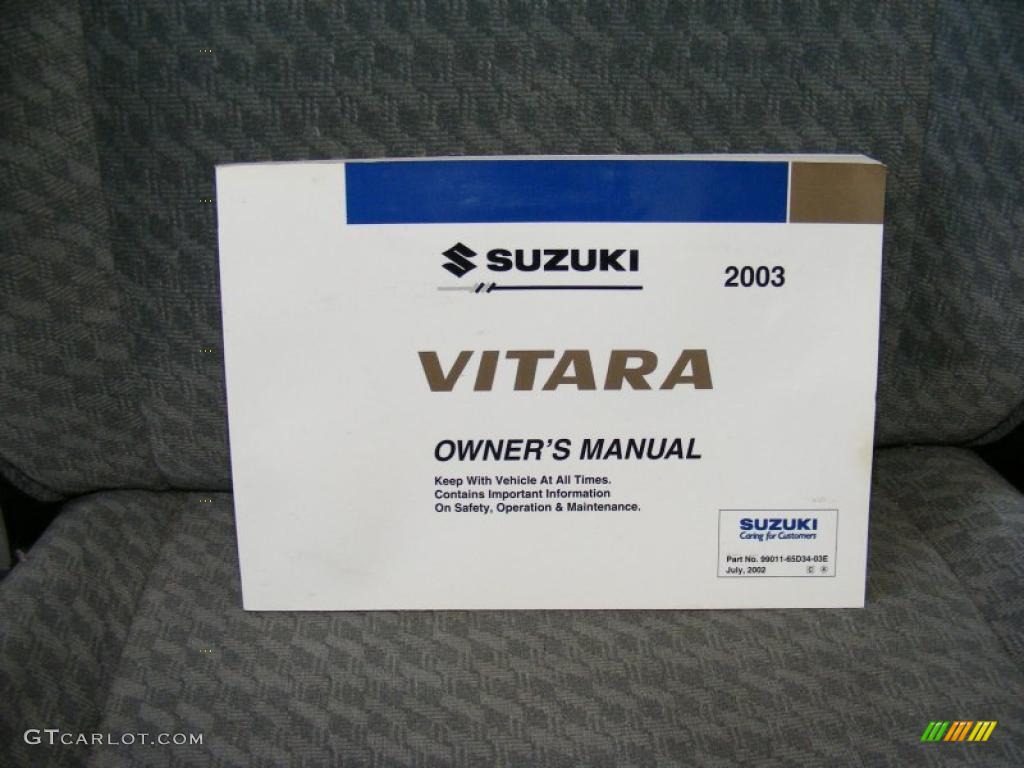 SUZUKI
2003
VITARA
OWNER'S MANUAL
Keep With Vehicle At All Times.
Contains Important Information
On Safety, Operation & Maintenance.
SUZUKI
Caring for Customers
Part No. 99011-65D34-03E
July, 2002
GTcarlot.com